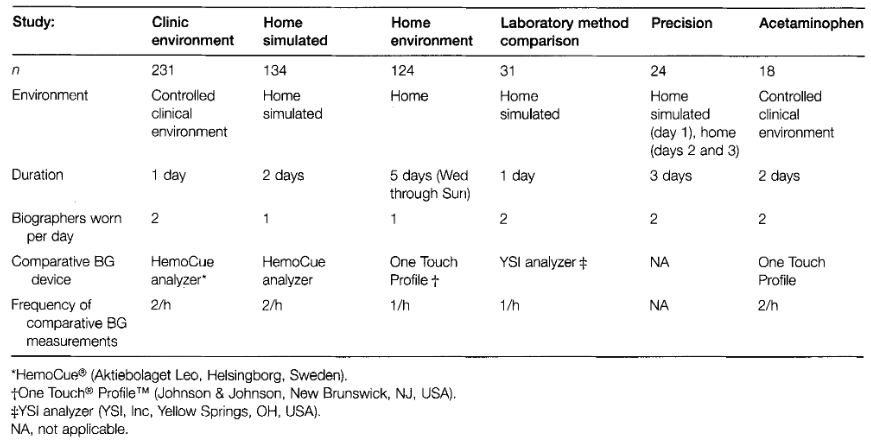 Study: Clinic Home Home Laboratory method Precision Acetaminophen
environment simulated environment comparison
n 231 134 124 31 24 18
Environment Controlled Home Home Home Home Controlled
clinical simulated simulated simulated clinical
environment (day 1), home environment
(days 2 and 3)
Duration 1 day 2 days 5 days (Wed 1 day 3 days 2 days
through Sun)
Biographers worn 2 1 1 2 2 2
per day
Comparative BG HemoCue HemoCue One Touch YSI analyzer ‡ NA One Touch
device analyzer* analyzer Profile † Profile
Frequency of 2/h 2/h 1/h 1/h NA 2/h
comparative BG
measurements
*HemoCue® (Aktiebolaget Leo, Helsingborg, Sweden).
†One Touch® Profile™ (Johnson & Johnson, New Brunswick, NJ, USA).
‡YSI analyzer (YSI, Inc, Yellow Springs, OH, USA).
NA, not applicable.